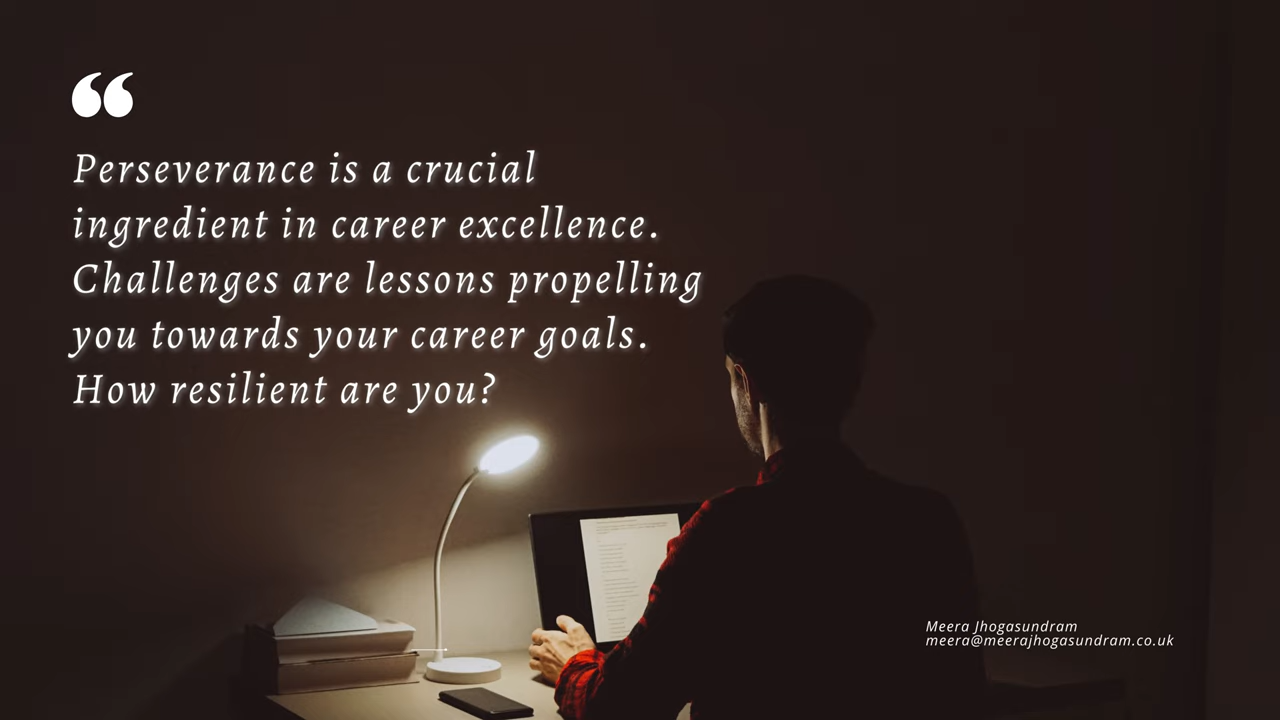 “
Perseverance is a crucial
ingredient in career excellence.
Challenges are lessons propelling
you towards your career goals.
How resilient are you?
Meera Jhogasundram
meera@meerajhogasundram.co.uk